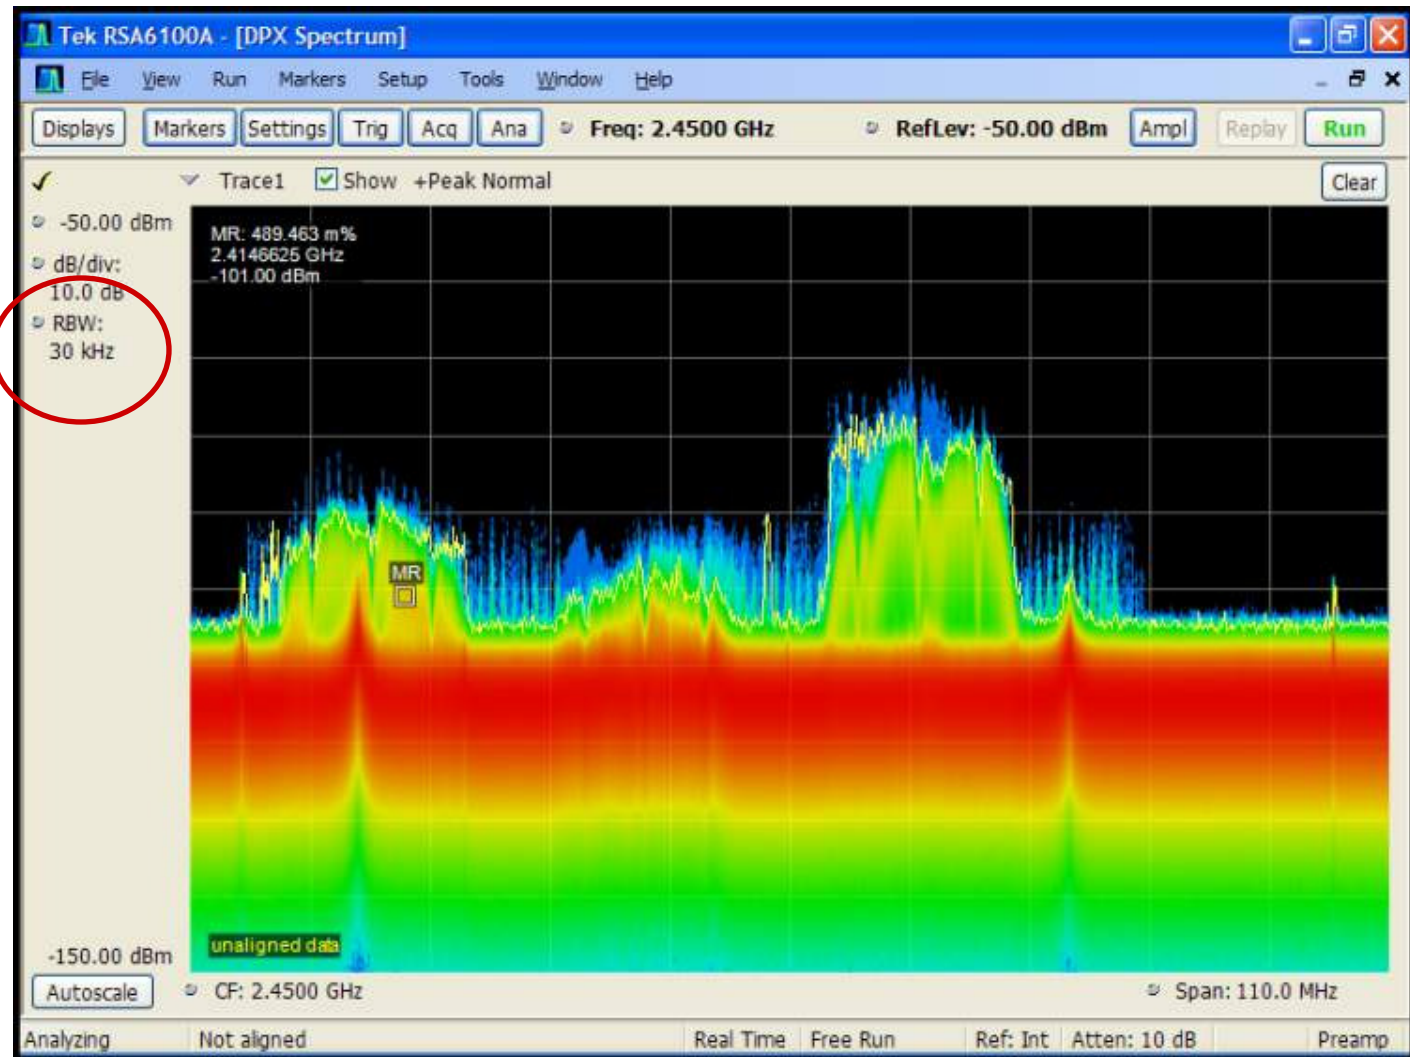 Tek RSA6100A - [DPX Spectrum]
File View Run Markers Setup Tools Window Help
Displays Markers Settings Trig Acq Ana Freq: 2.4500 GHz RefLev: -50.00 dBm Ampl Replay Run
Trace1 Show +Peak Normal Clear
-50.00 dBm
dB/div:
10.0 dB
RBW:
30 kHz
MR: 489.463 m%
2.4146625 GHz
-101.00 dBm
MR
unaligned data
-150.00 dBm
Autoscale CF: 2.4500 GHz Span: 110.0 MHz
Analyzing Not aligned Real Time Free Run Ref: Int Atten: 10 dB Preamp